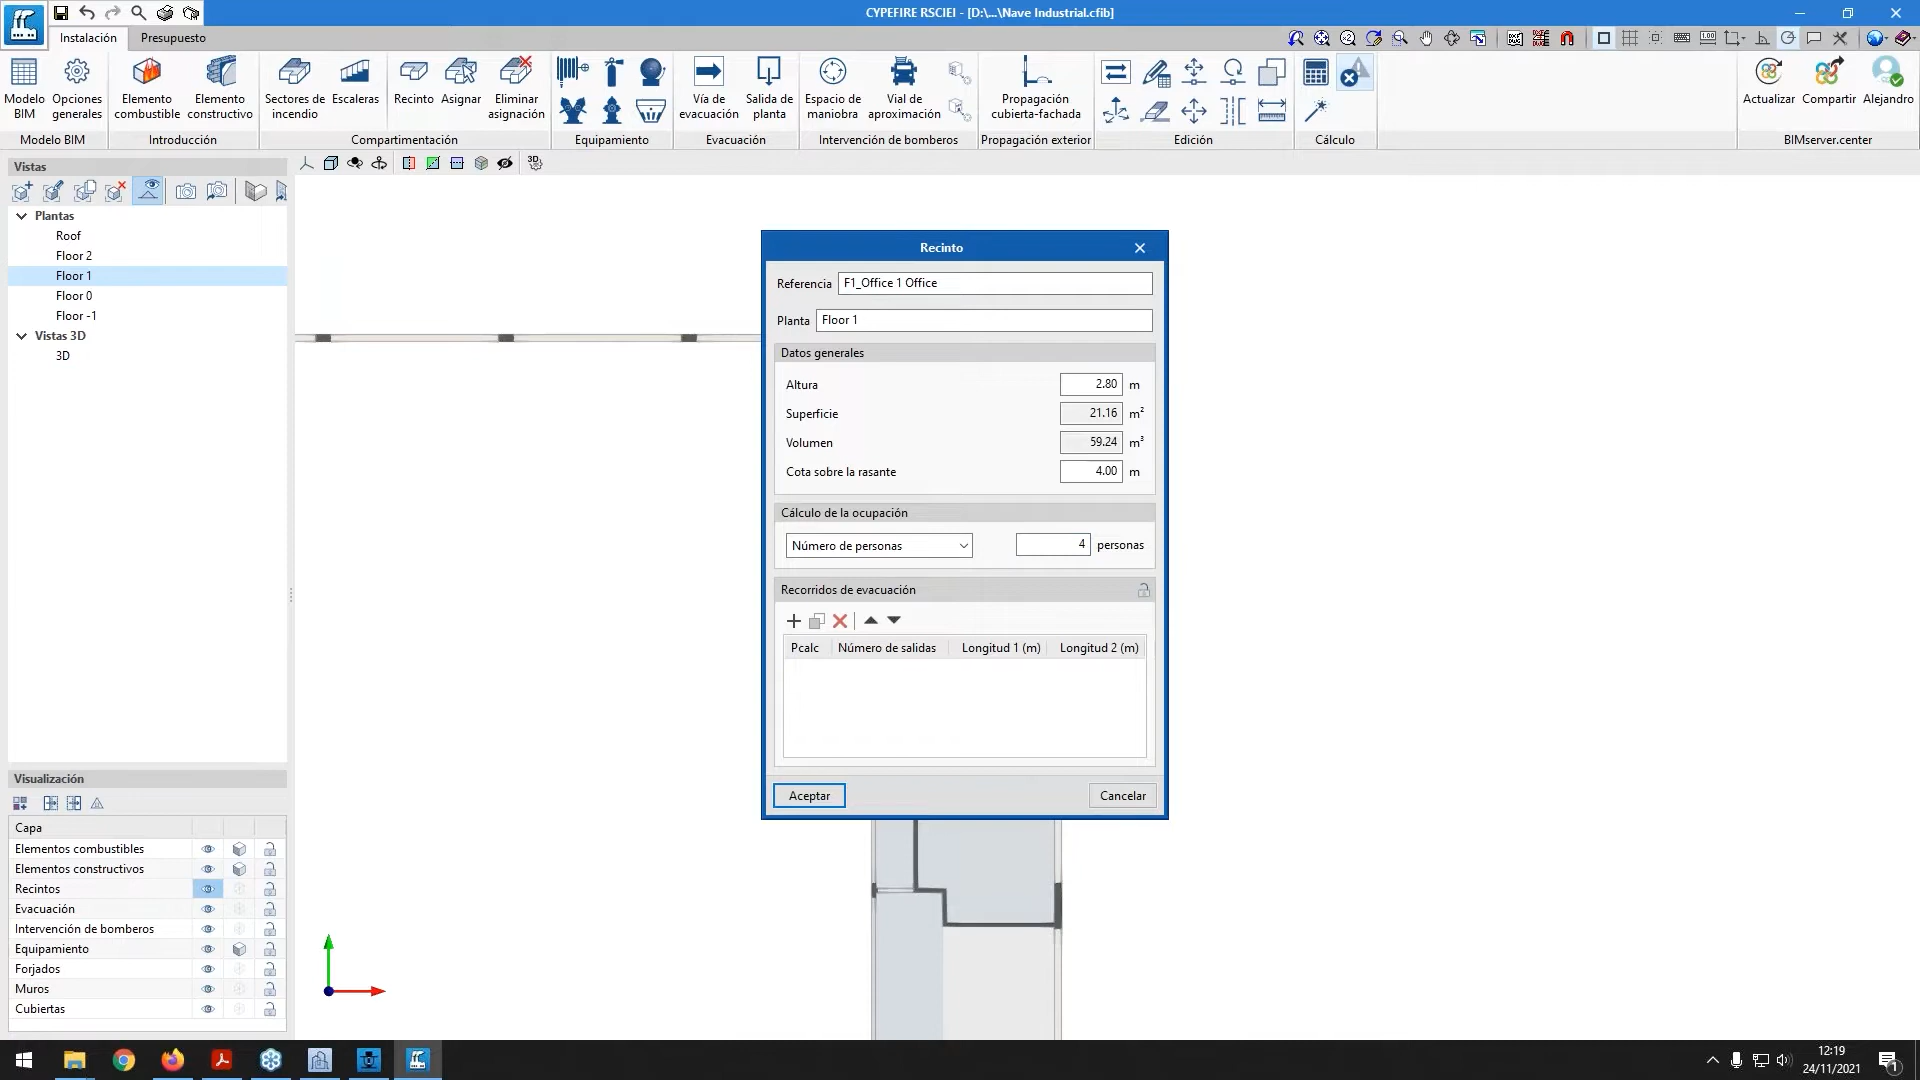 CYPEFIRE RSCIEI - [D:\...\Nave Industrial.cfib]
Instalación
Presupuesto
Modelo BIM
Opciones generales
Elemento combustible
Elemento constructivo
Sectores de incendio
Escaleras
Recinto
Asignar
Eliminar asignación
Vía de evacuación
Salida de planta
Espacio de maniobra
Vial de aproximación
Propagación cubierta-fachada
Actualizar
Compartir
Alejandro
Modelo BIM
Introducción
Compartimentación
Equipamiento
Evacuación
Intervención de bomberos
Propagación exterior
Edición
Cálculo
BIMserver.center
Vistas
Plantas
Roof
Floor 2
Floor 1
Floor 0
Floor -1
Vistas 3D
3D
Recinto
Referencia F1_Office 1 Office
Planta Floor 1
Datos generales
Altura 2.80 m
Superficie 21.16 m²
Volumen 59.24 m³
Cota sobre la rasante 4.00 m
Cálculo de la ocupación
Número de personas 4 personas
Recorridos de evacuación
Pcalc Número de salidas Longitud 1 (m) Longitud 2 (m)
Aceptar Cancelar
Visualización
Capa
Elementos combustibles
Elementos constructivos
Recintos
Evacuación
Intervención de bomberos
Equipamiento
Forjados
Muros
Cubiertas
12:19
24/11/2021